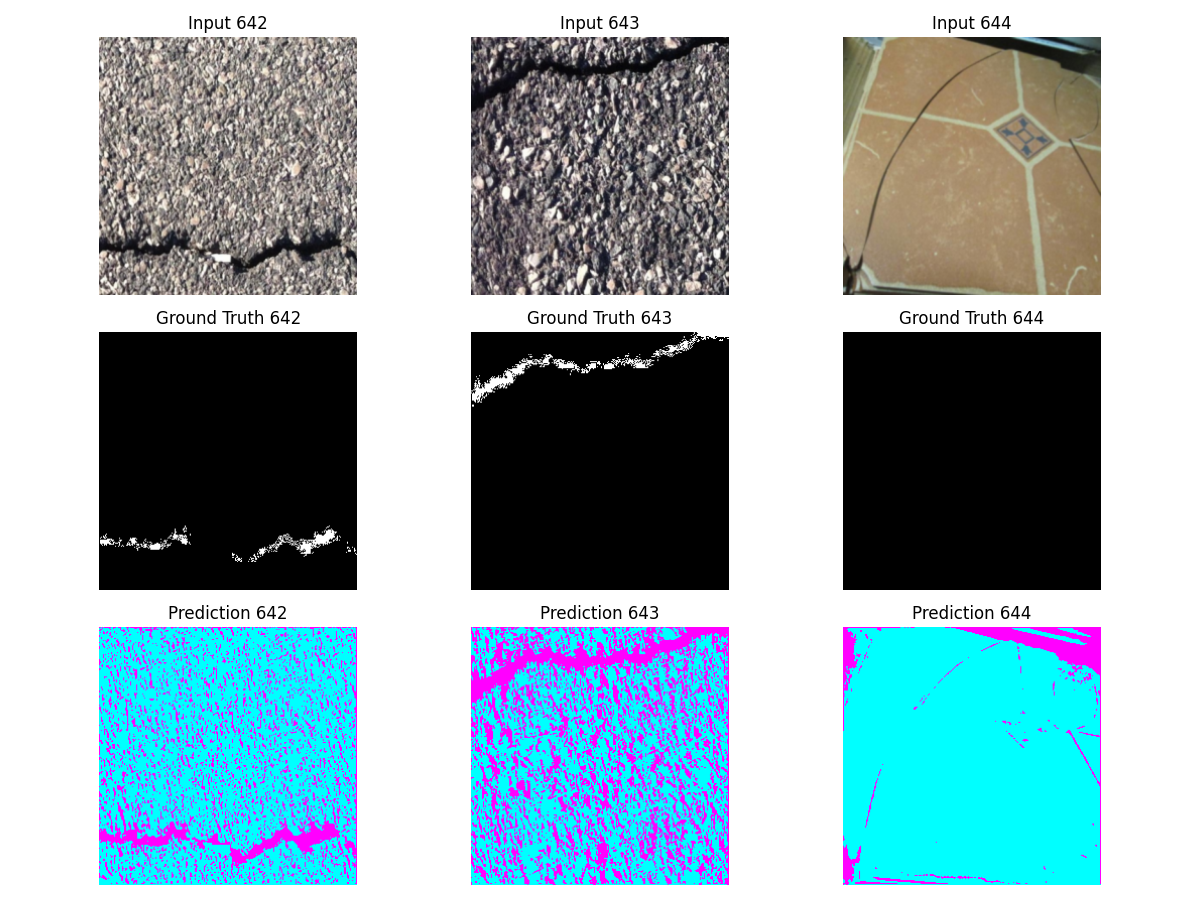 Input 642
Input 643
Input 644
Ground Truth 642
Ground Truth 643
Ground Truth 644
Prediction 642
Prediction 643
Prediction 644